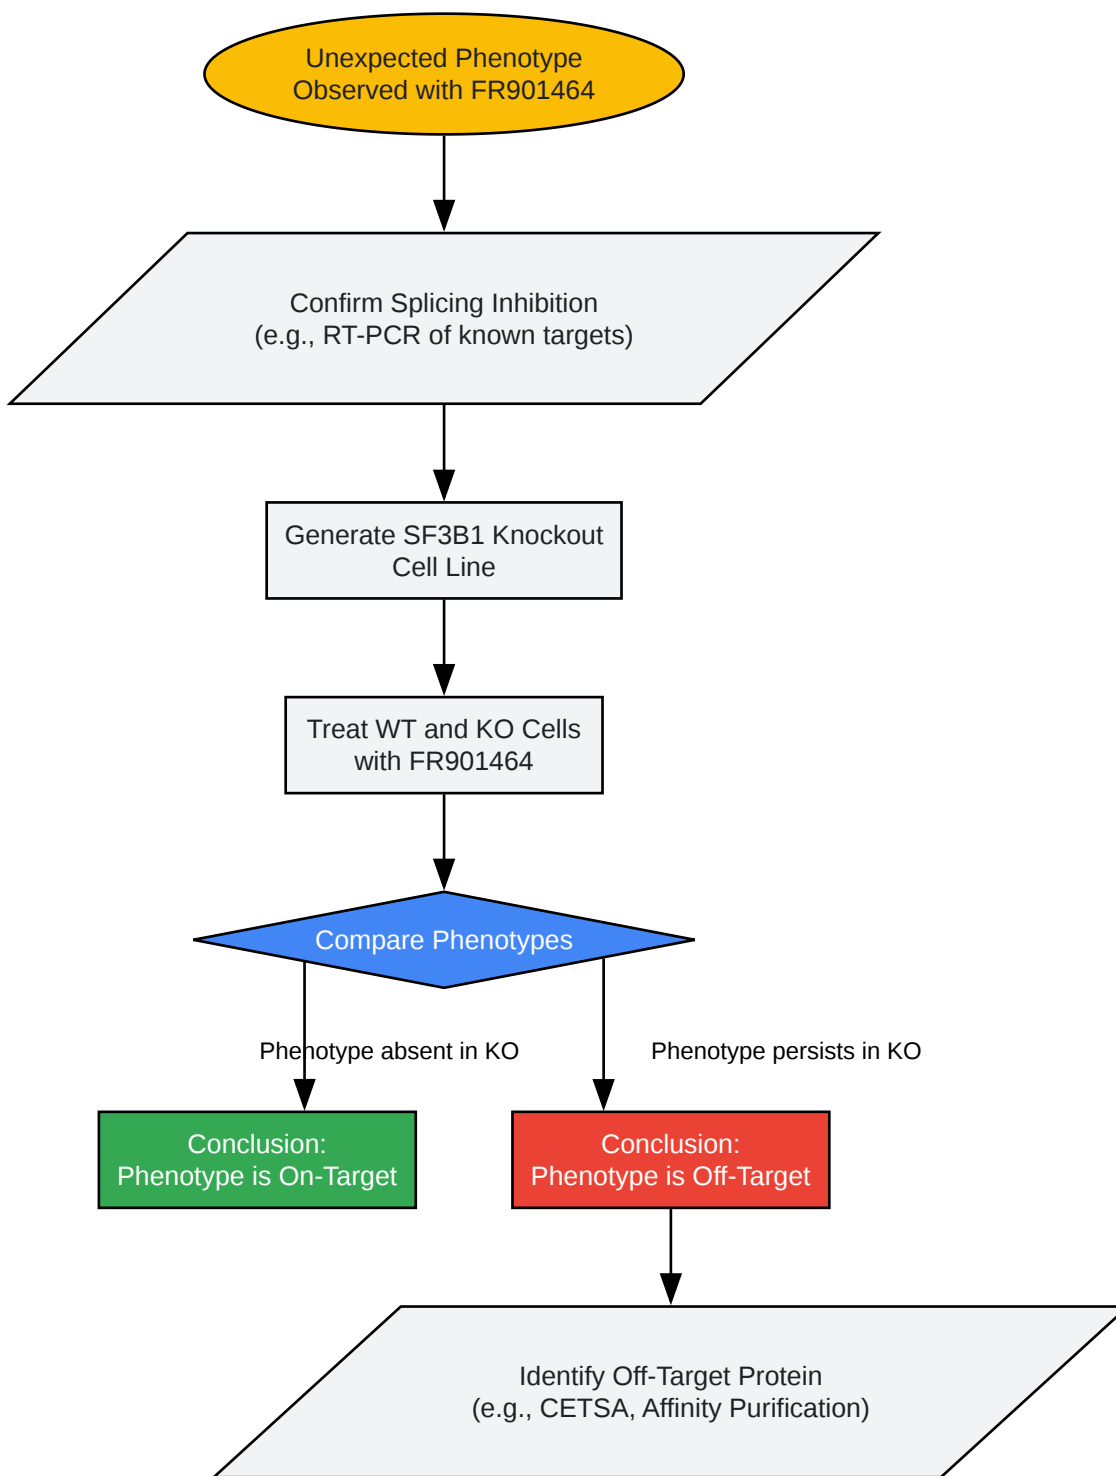 Unexpected Phenotype
Observed with FR901464
Confirm Splicing Inhibition
(e.g., RT-PCR of known targets)
Generate SF3B1 Knockout
Cell Line
Treat WT and KO Cells
with FR901464
Compare Phenotypes
Phenotype absent in KO
Phenotype persists in KO
Conclusion:
Phenotype is On-Target
Conclusion:
Phenotype is Off-Target
Identify Off-Target Protein
(e.g., CETSA, Affinity Purification)